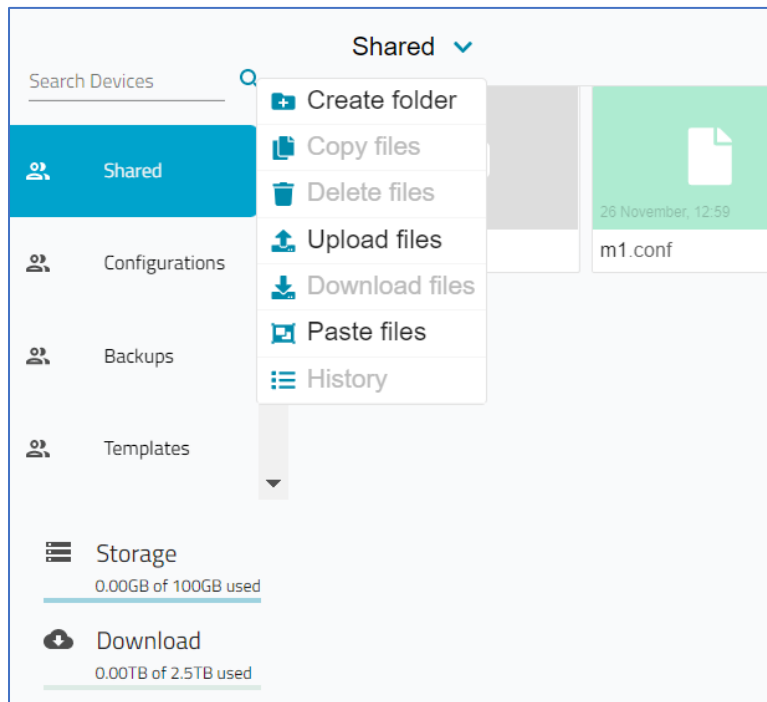 Shared
Search Devices
Create folder
Copy files
Delete files
Upload files
Download files
Paste files
History
Shared
Configurations
Backups
Templates
26 November, 12:59
m1.conf
Storage
0.00GB of 100GB used
Download
0.00TB of 2.5TB used